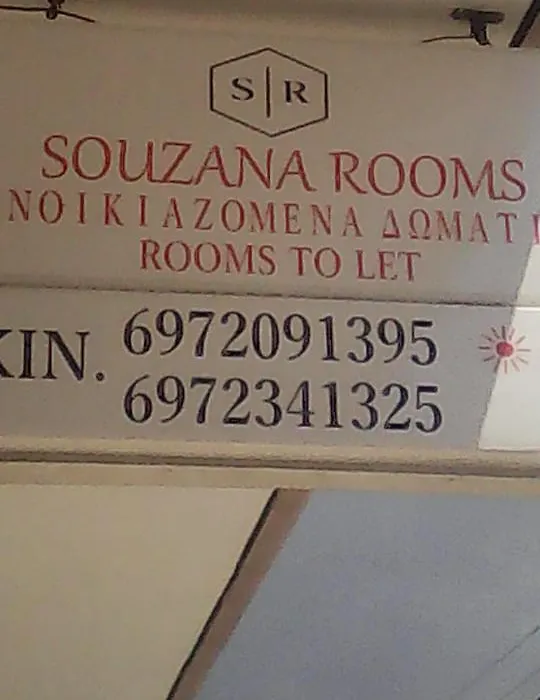 S|R
SOUZANA ROOMS
ΝΟΙΚΙΑΖΟΜΕΝΑ ΔΩΜΑΤΙ
ROOMS TO LET
ΚΙΝ. 6972091395
6972341325